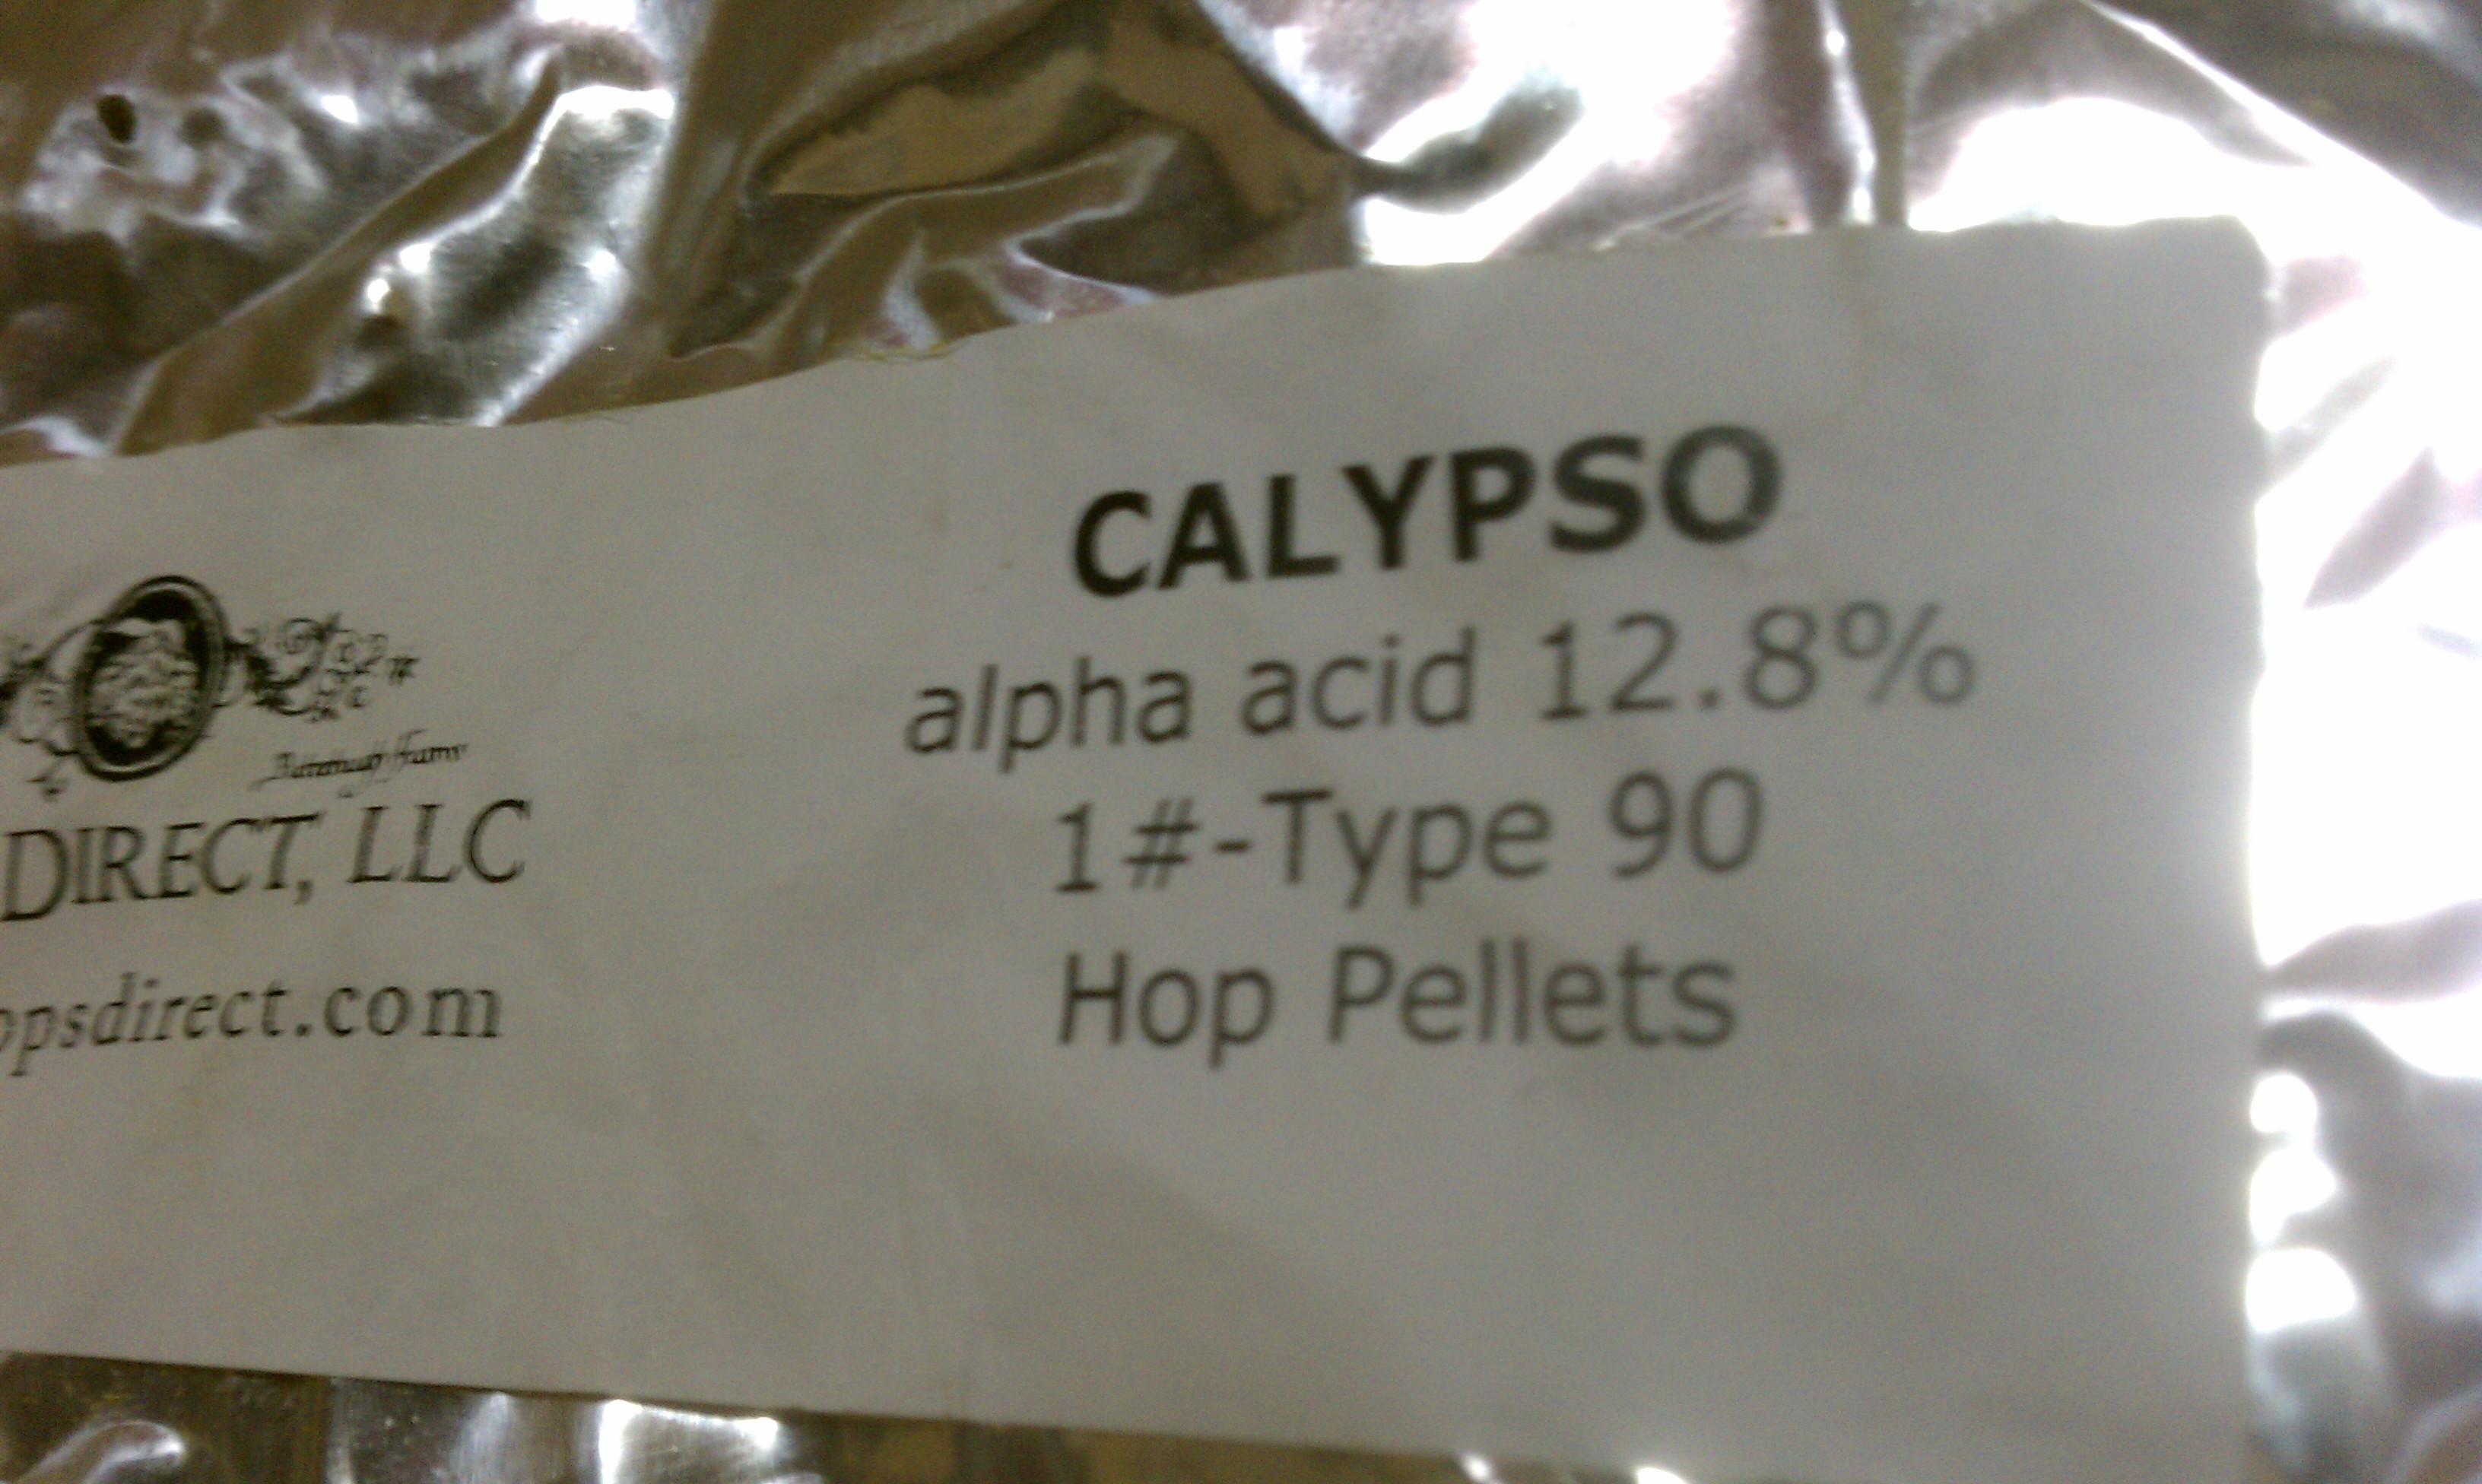 DIRECT, LLC
opsdirect.com
CALYPSO
alpha acid 12.8%
1#-Type 90
Hop Pellets